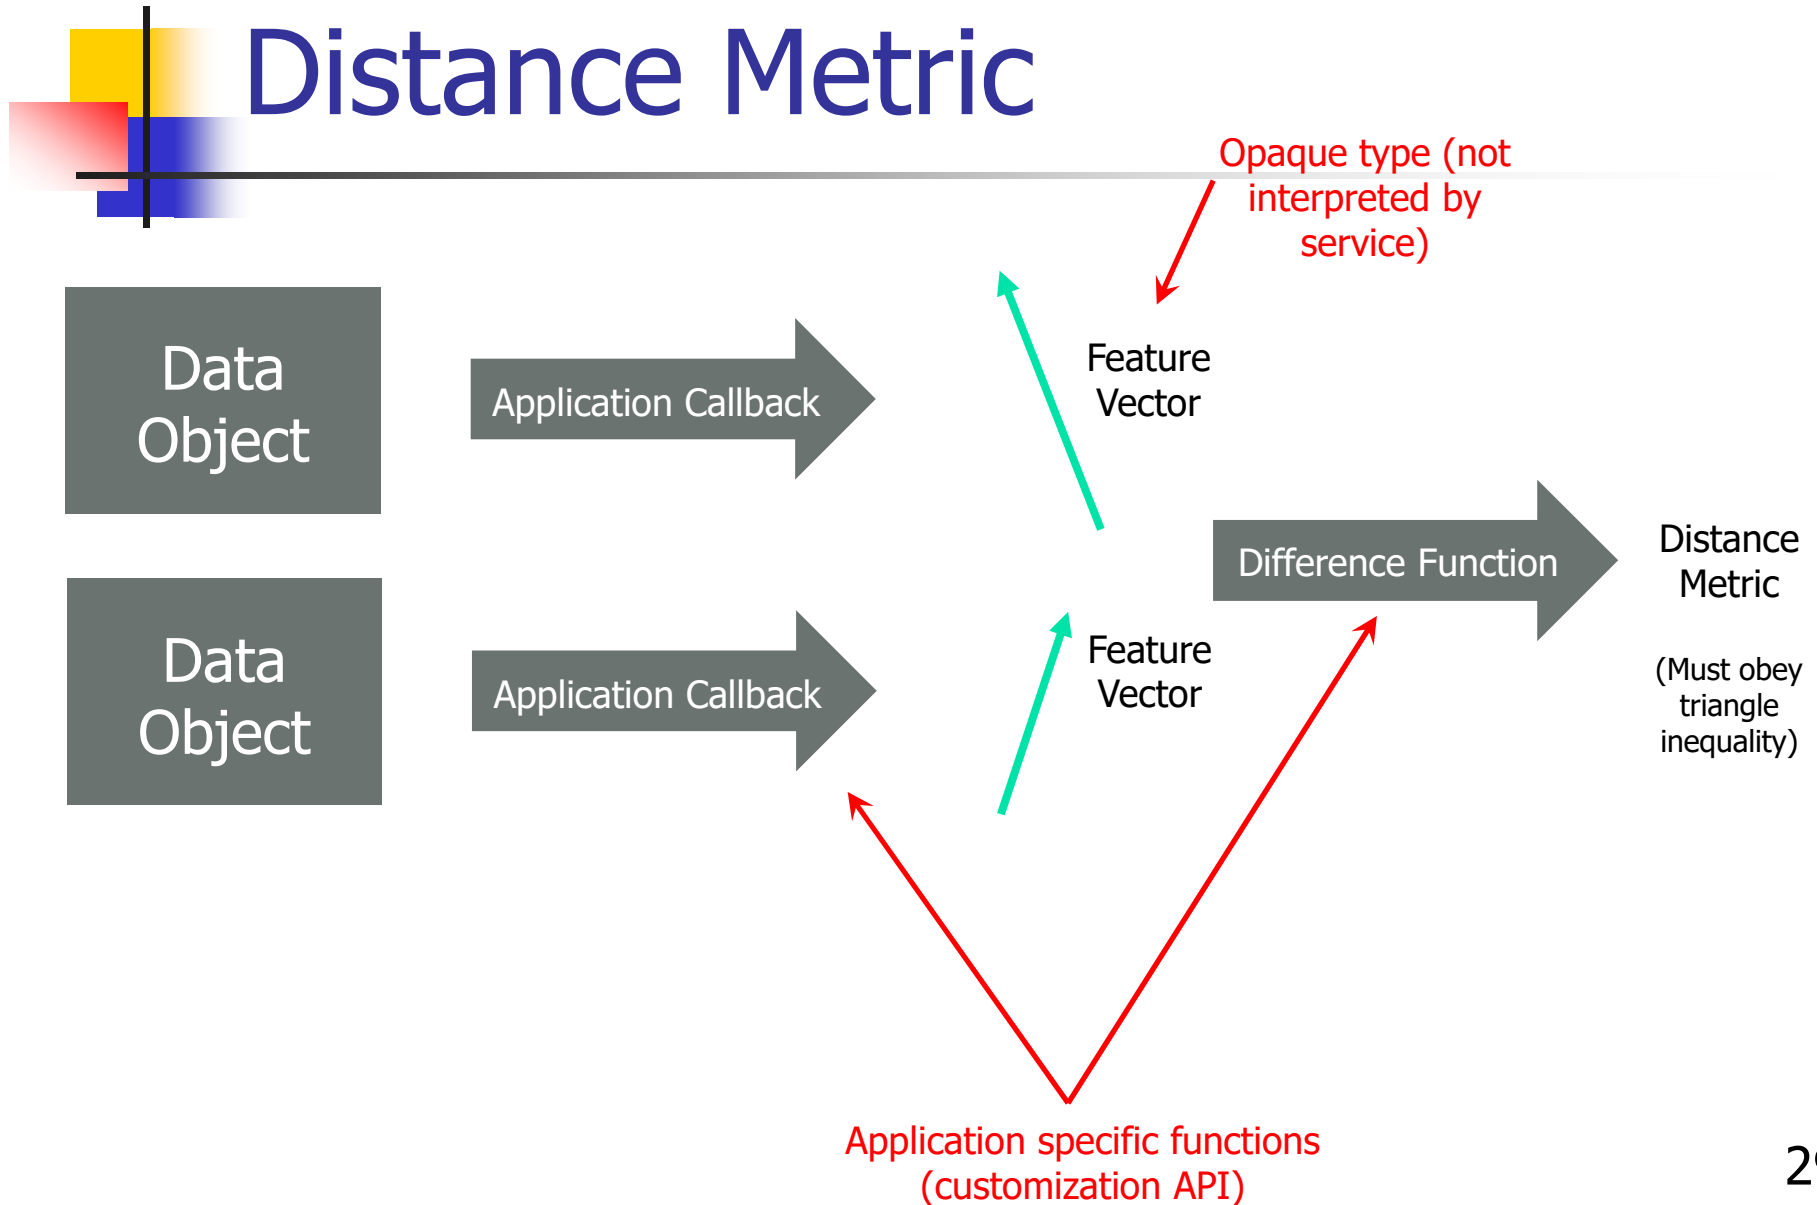 Distance Metric
Opaque type (not
interpreted by
service)
Data
Object
Application Callback
Feature
Vector
Difference Function
Distance
Metric
(Must obey
triangle
inequality)
Data
Object
Application Callback
Feature
Vector
Application specific functions
(customization API)